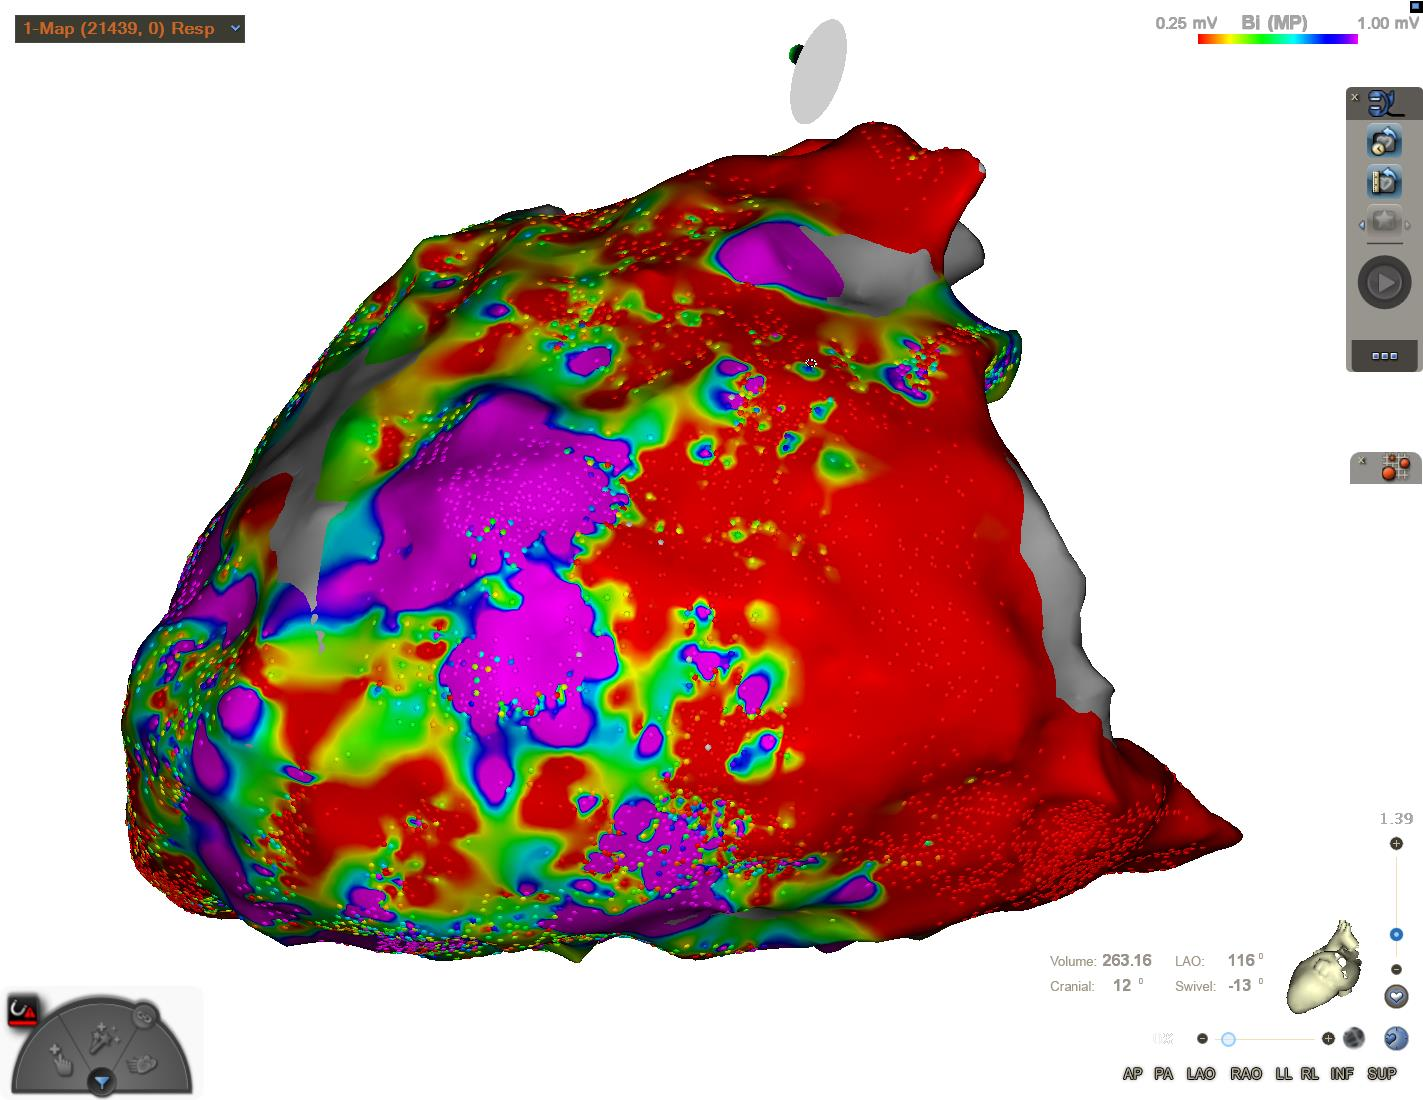 1-Map (21439, 0) Resp
0.25 mV Bi (MP) 1.00 mV
1.39
Volume: 263.16 LAO: 116 °
Cranial: 12 ° Swivel: -13 °
AP PA LAO RAO LL RL INF SUP